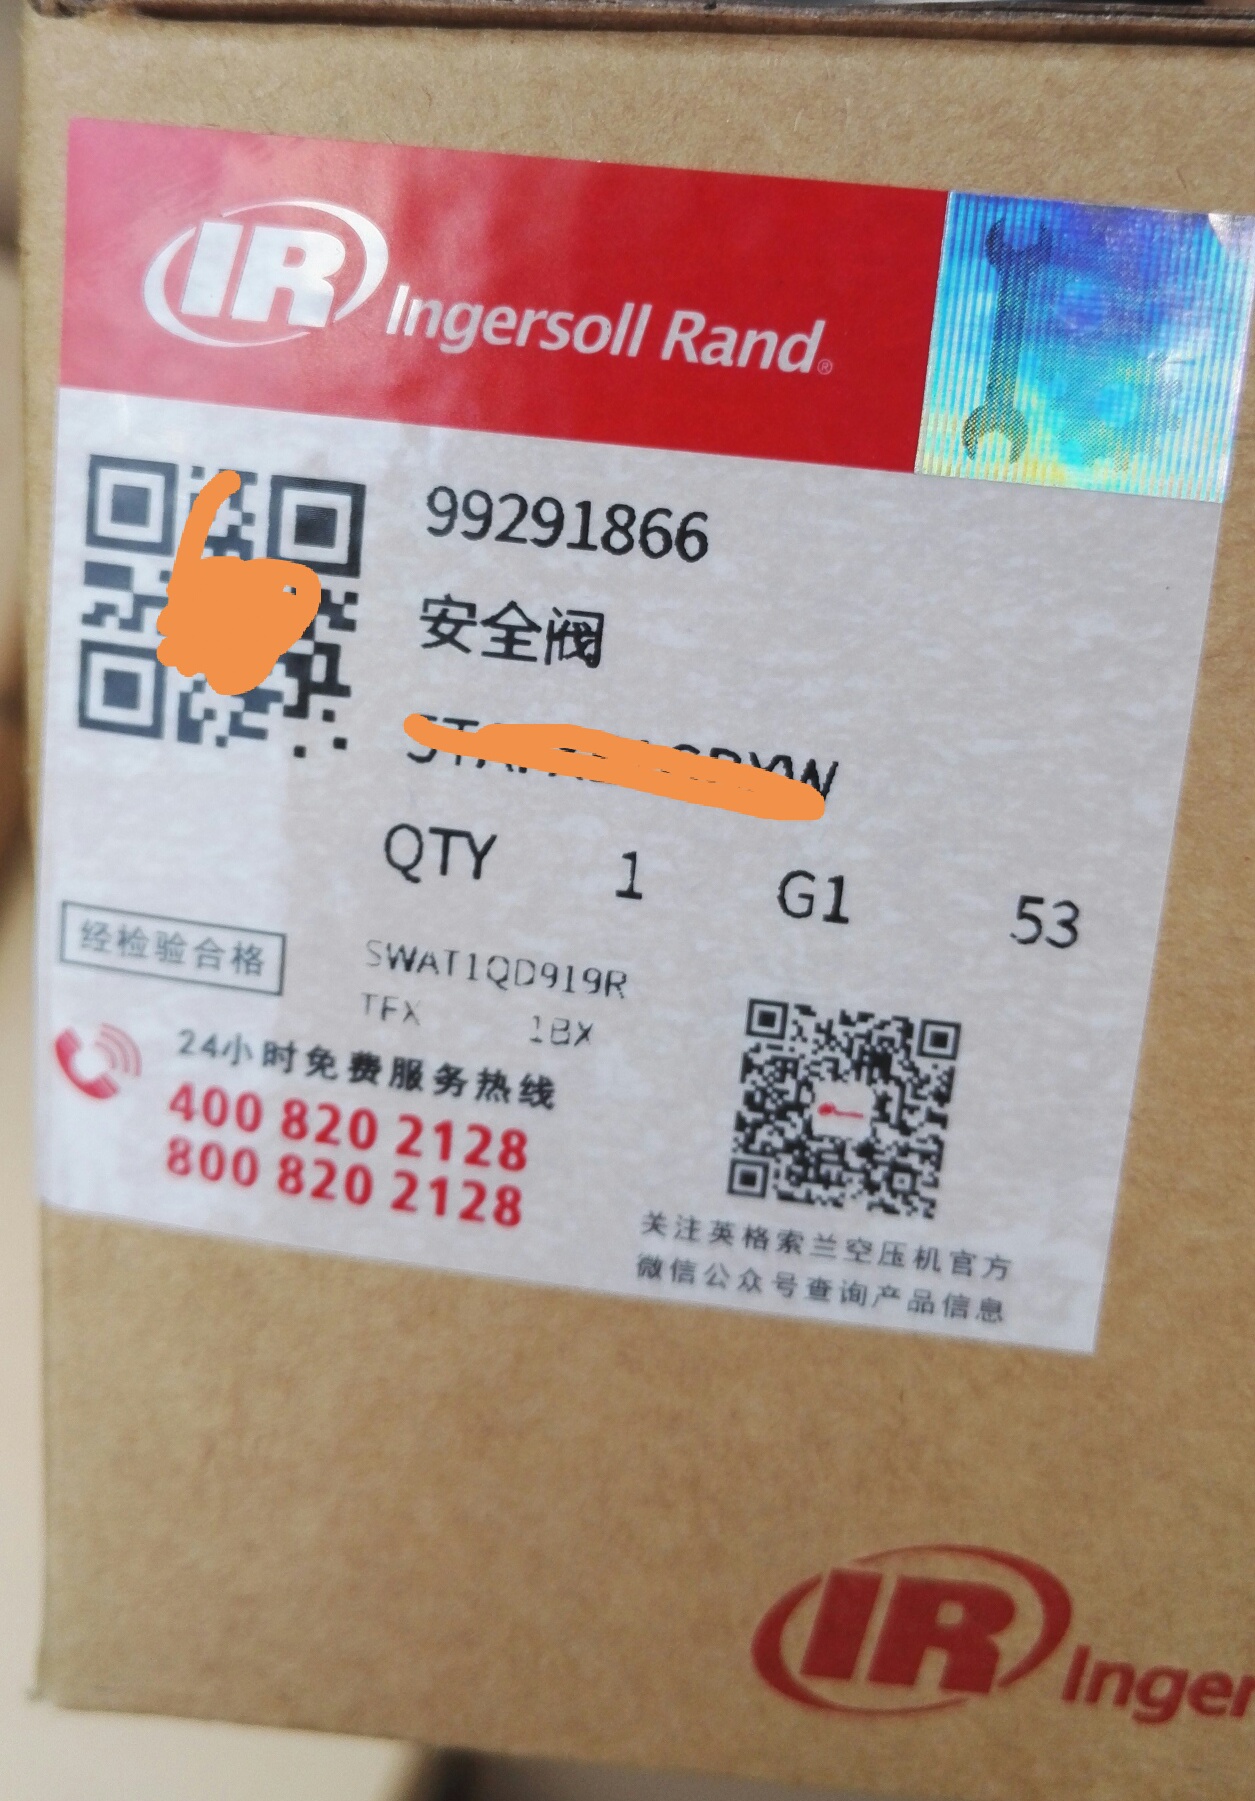 IR Ingersoll Rand®
99291866
安全阀
QTY 1 G1 53
经检验合格
SWAT1QD919R
TFX 1BX
24小时免费服务热线
400 820 2128
800 820 2128
关注英格索兰空压机官方
微信公众号查询产品信息
IR Inger